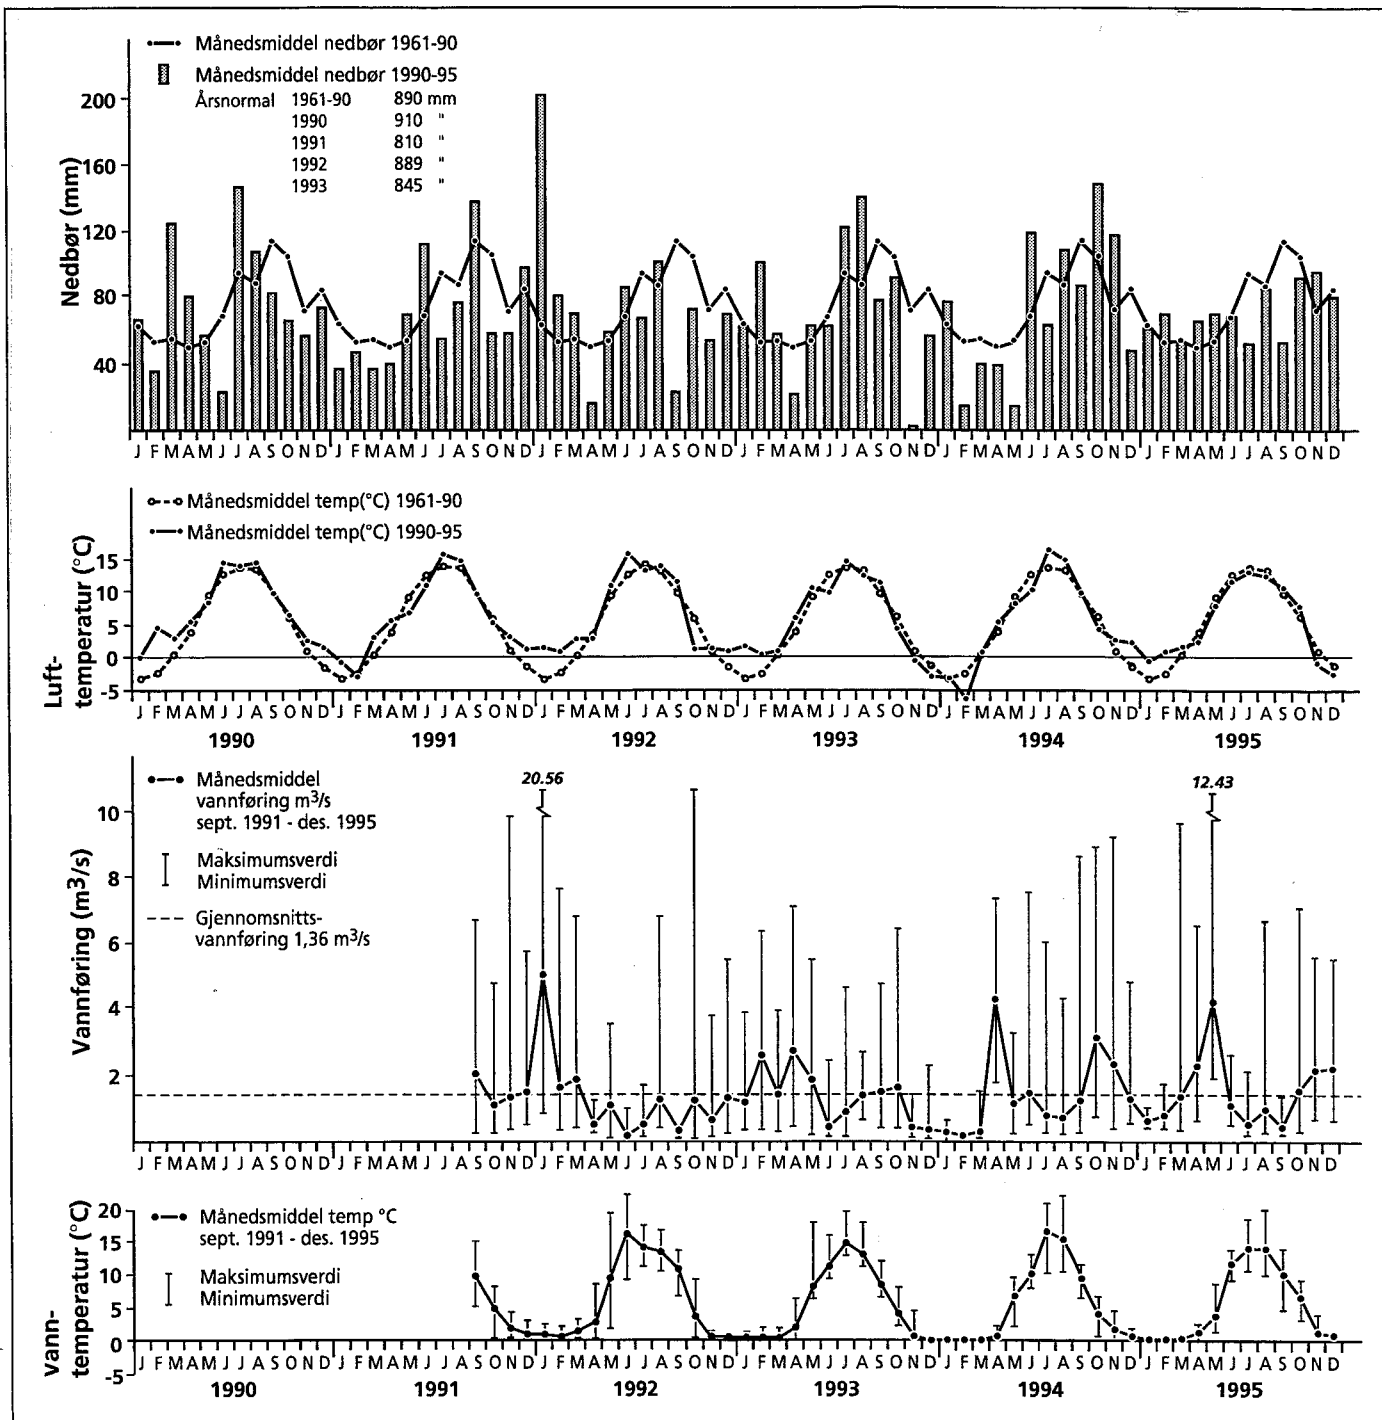 Månedsmiddel nedbør 1961-90
Månedsmiddel nedbør 1990-95
Årsnormal 1961-90 890 mm
1990 910 "
1991 810 "
1992 889 "
1993 845 "
Nedbør (mm)
200
160
120
80
40
J F M A M J J A S O N D J F M A M J J A S O N D J F M A M J J A S O N D J F M A M J J A S O N D J F M A M J J A S O N D J F M A M J J A S O N D
Månedsmiddel temp(°C) 1961-90
Månedsmiddel temp(°C) 1990-95
Luft-
temperatur (°C)
15
10
5
0
-5
J F M A M J J A S O N D J F M A M J J A S O N D J F M A M J J A S O N D J F M A M J J A S O N D J F M A M J J A S O N D J F M A M J J A S O N D
1990 1991 1992 1993 1994 1995
Månedsmiddel
vannføring m³/s
sept. 1991 - des. 1995
Maksimumsverdi
Minimumsverdi
Gjennomsnitts-
vannføring 1,36 m³/s
20.56
12.43
Vannføring (m³/s)
10
8
6
4
2
J F M A M J J A S O N D J F M A M J J A S O N D J F M A M J J A S O N D J F M A M J J A S O N D J F M A M J J A S O N D J F M A M J J A S O N D
Månedsmiddel temp °C
sept. 1991 - des. 1995
Maksimumsverdi
Minimumsverdi
Vann-
temperatur (°C)
20
15
10
5
0
-5
J F M A M J J A S O N D J F M A M J J A S O N D J F M A M J J A S O N D J F M A M J J A S O N D J F M A M J J A S O N D J F M A M J J A S O N D
1990 1991 1992 1993 1994 1995